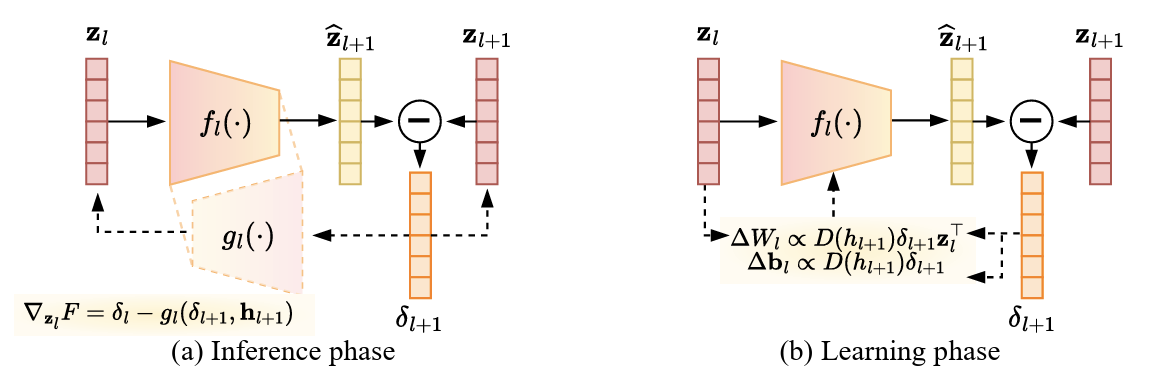 𝐳_l
ẑ_{l+1}
𝐳_{l+1}
f_l(·)
−
g_l(·)
∇_{𝐳_l}F = δ_l − g_l(δ_{l+1}, 𝐡_{l+1})
δ_{l+1}
(a) Inference phase
𝐳_l
ẑ_{l+1}
𝐳_{l+1}
f_l(·)
−
ΔW_l ∝ D(h_{l+1})δ_{l+1}𝐳_l^⊤
Δ𝐛_l ∝ D(h_{l+1})δ_{l+1}
δ_{l+1}
(b) Learning phase